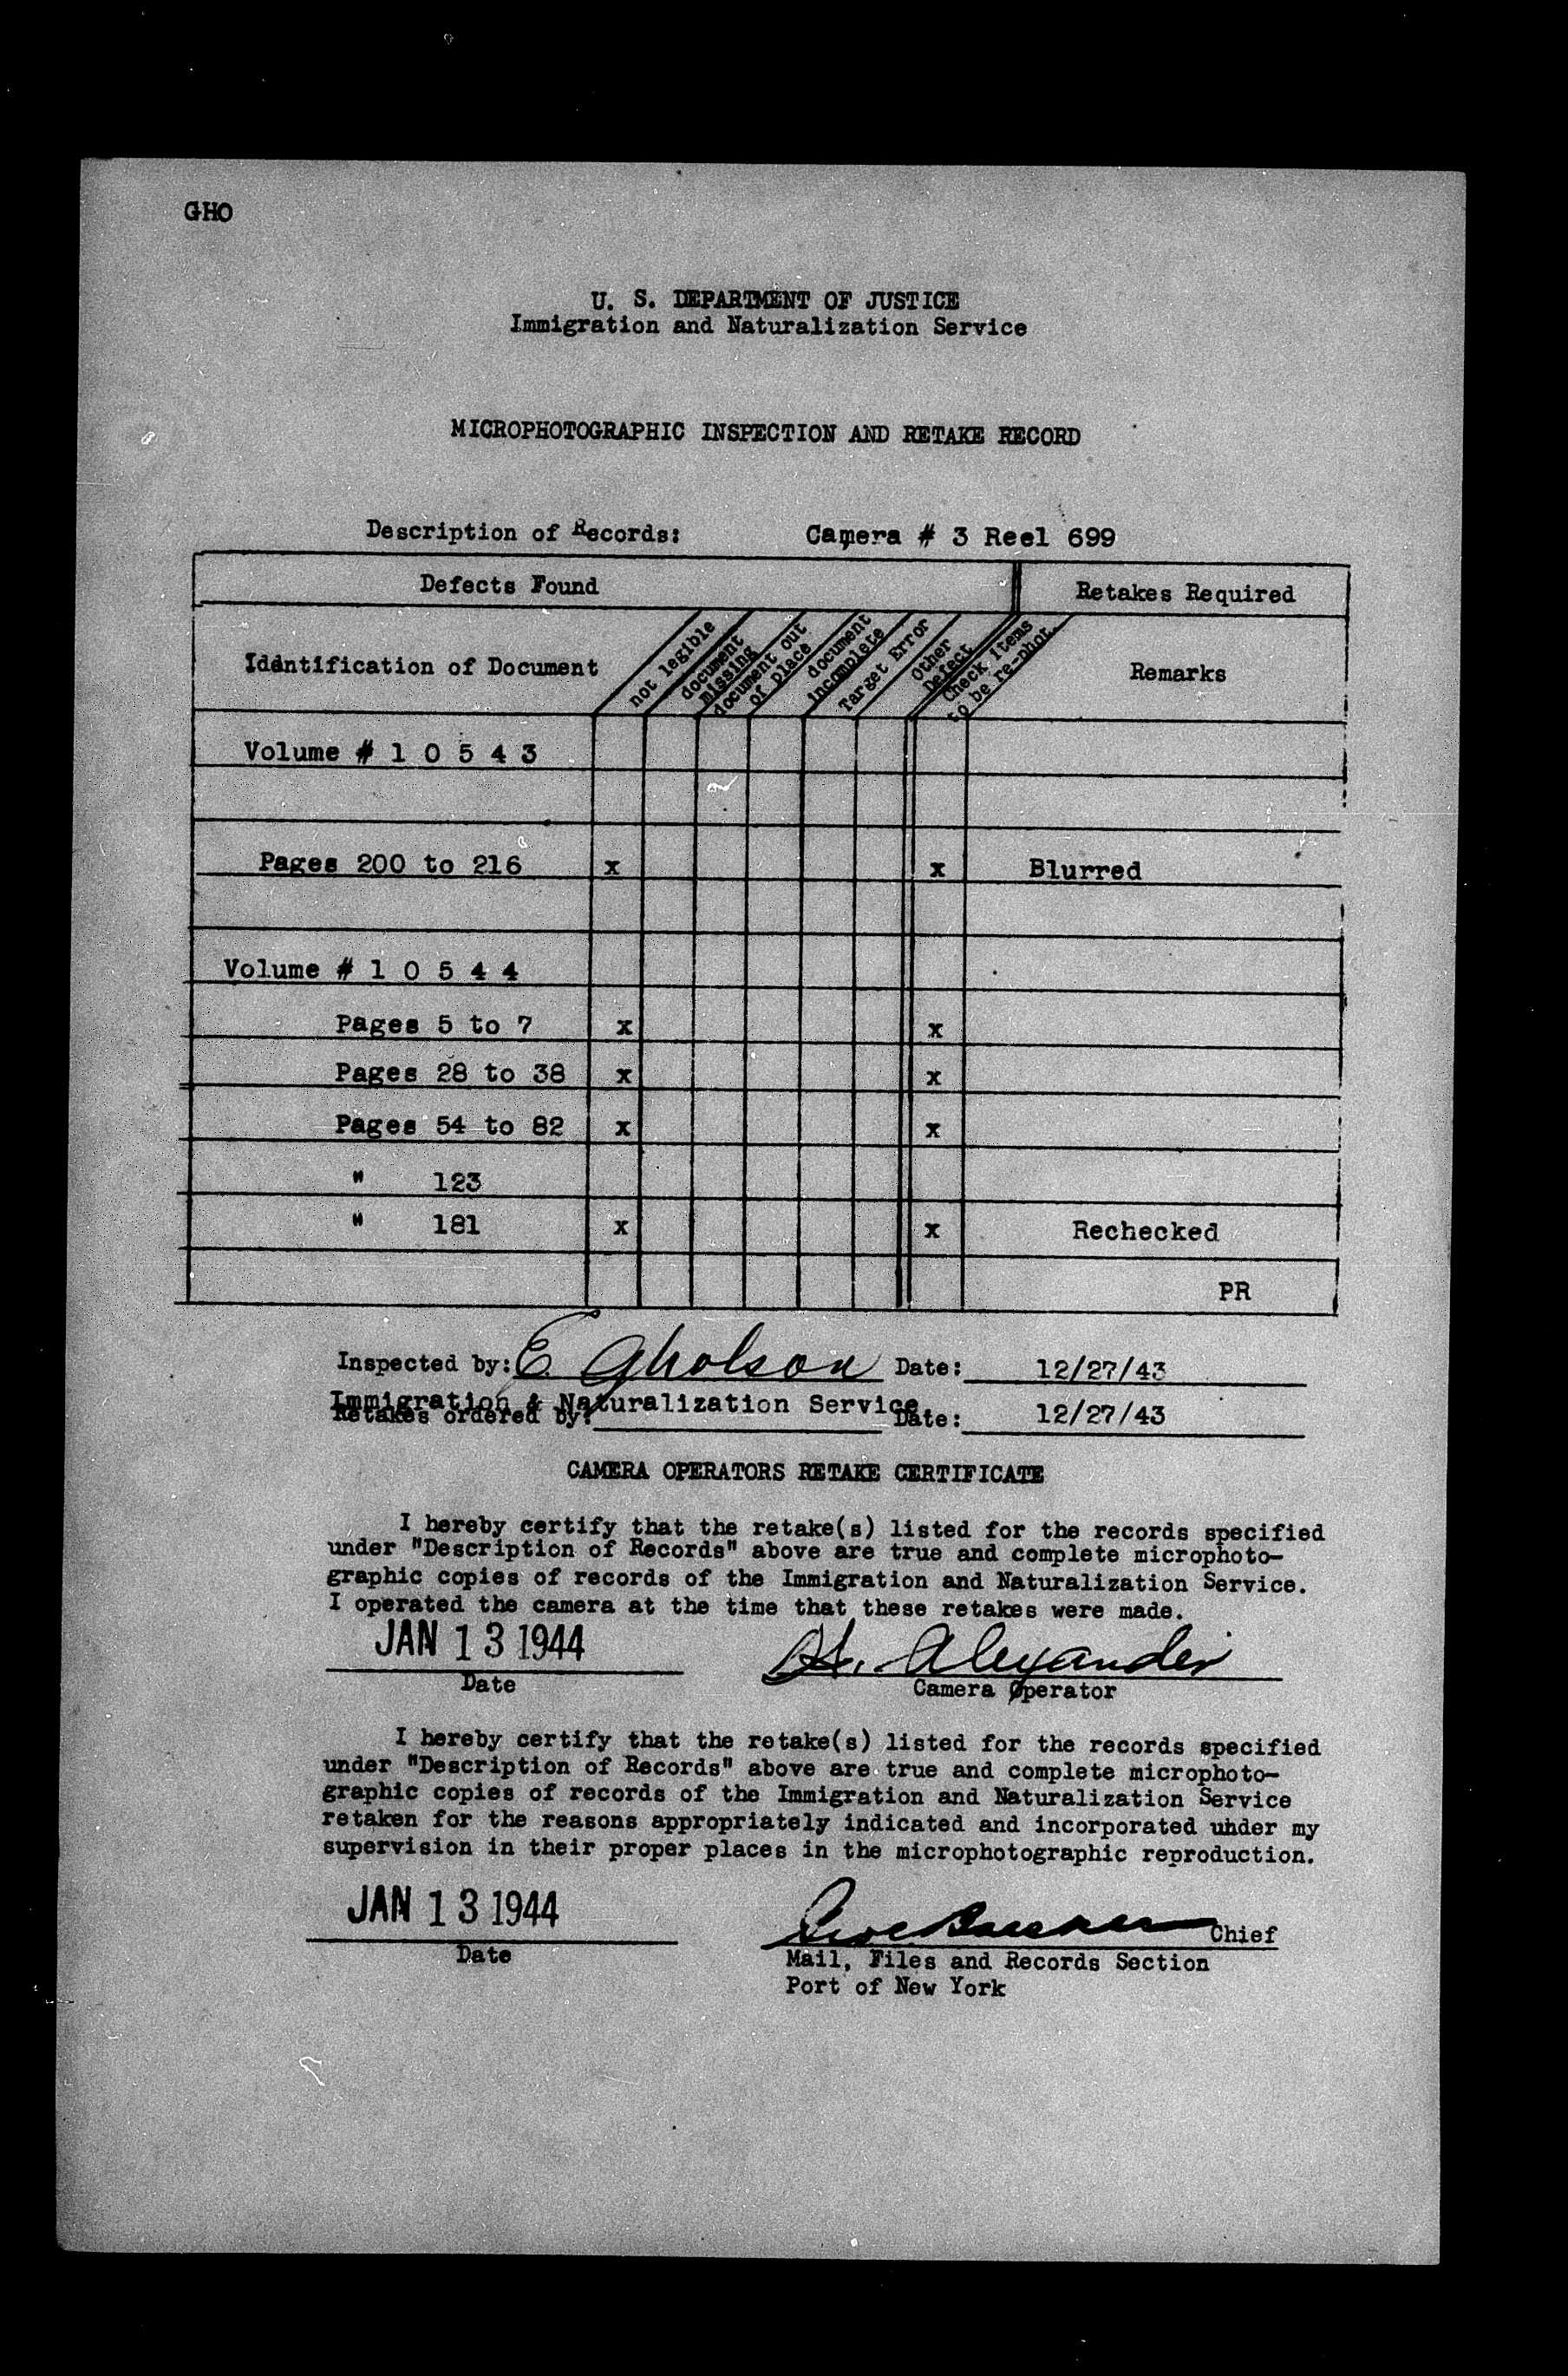 GHO
U. S. DEPARTMENT OF JUSTICE
Immigration and Naturalization Service
MICROPHOTOGRAPHIC INSPECTION AND RETAKE RECORD
Description of Records: Camera # 3 Reel 699
Defects Found Retakes Required
Idantification of Document
not legible
document missing
document out of place
document incomplete
Target Error
Other Defect
Check Items to be re-phot.
Remarks
Volume # 1 0 5 4 3
Pages 200 to 216 x x Blurred
Volume # 1 0 5 4 4
Pages 5 to 7 x x
Pages 28 to 38 x x
Pages 54 to 82 x x
" 123
" 181 x x Rechecked
PR
Inspected by: E. Gholson Date: 12/27/43
Immigration & Naturalization Service
Retakes ordered by: Date: 12/27/43
CAMERA OPERATORS RETAKE CERTIFICATE
I hereby certify that the retake(s) listed for the records specified
under "Description of Records" above are true and complete microphoto-
graphic copies of records of the Immigration and Naturalization Service.
I operated the camera at the time that these retakes were made.
JAN 13 1944 H. Alexander
Date Camera Operator
I hereby certify that the retake(s) listed for the records specified
under "Description of Records" above are true and complete microphoto-
graphic copies of records of the Immigration and Naturalization Service
retaken for the reasons appropriately indicated and incorporated under my
supervision in their proper places in the microphotographic reproduction.
JAN 13 1944 Chief
Date Mail, Files and Records Section
Port of New York